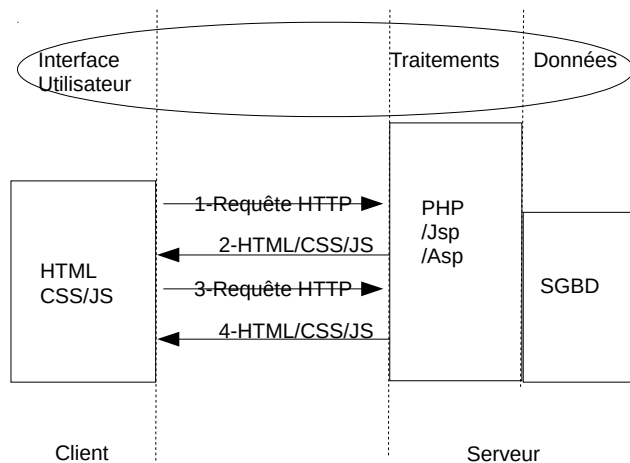 Interface
Utilisateur
Traitements
Données
1-Requête HTTP
2-HTML/CSS/JS
3-Requête HTTP
4-HTML/CSS/JS
HTML
CSS/JS
PHP
/Jsp
/Asp
SGBD
Client
Serveur